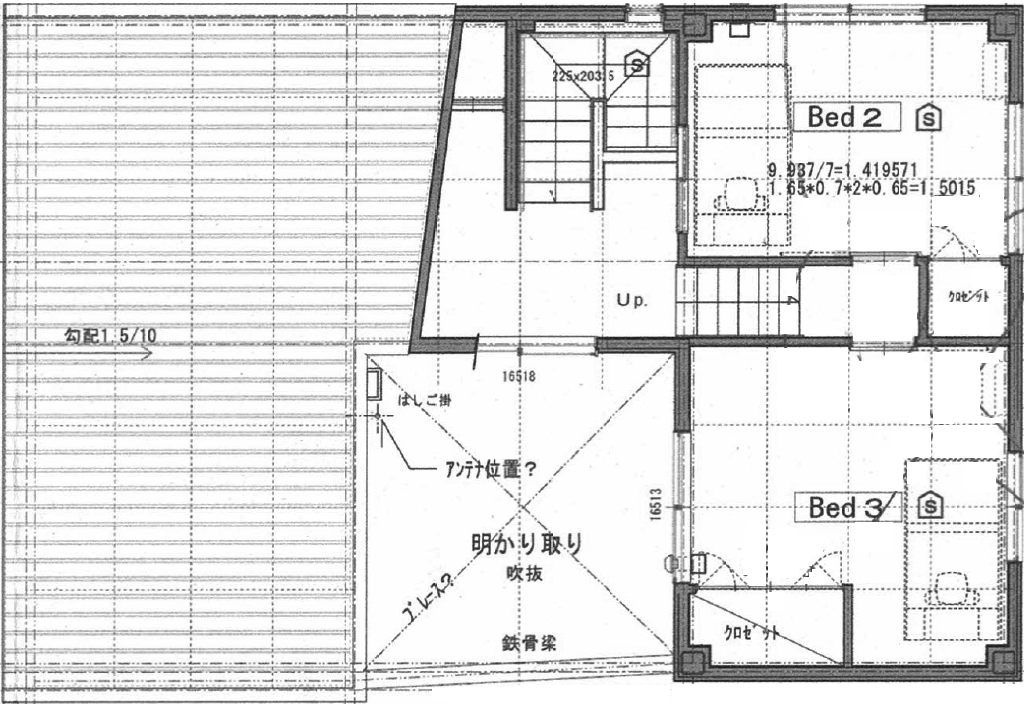 225x203.5
S
Bed 2
S
9.937/7=1.419571
1.65*0.7*2*0.65=1.5015
Up.
クロゼット
勾配1.5/10
16518
はしご掛
アンテナ位置?
16513
Bed 3
S
明かり取り
吹抜
ブレース?
クロゼット
鉄骨梁